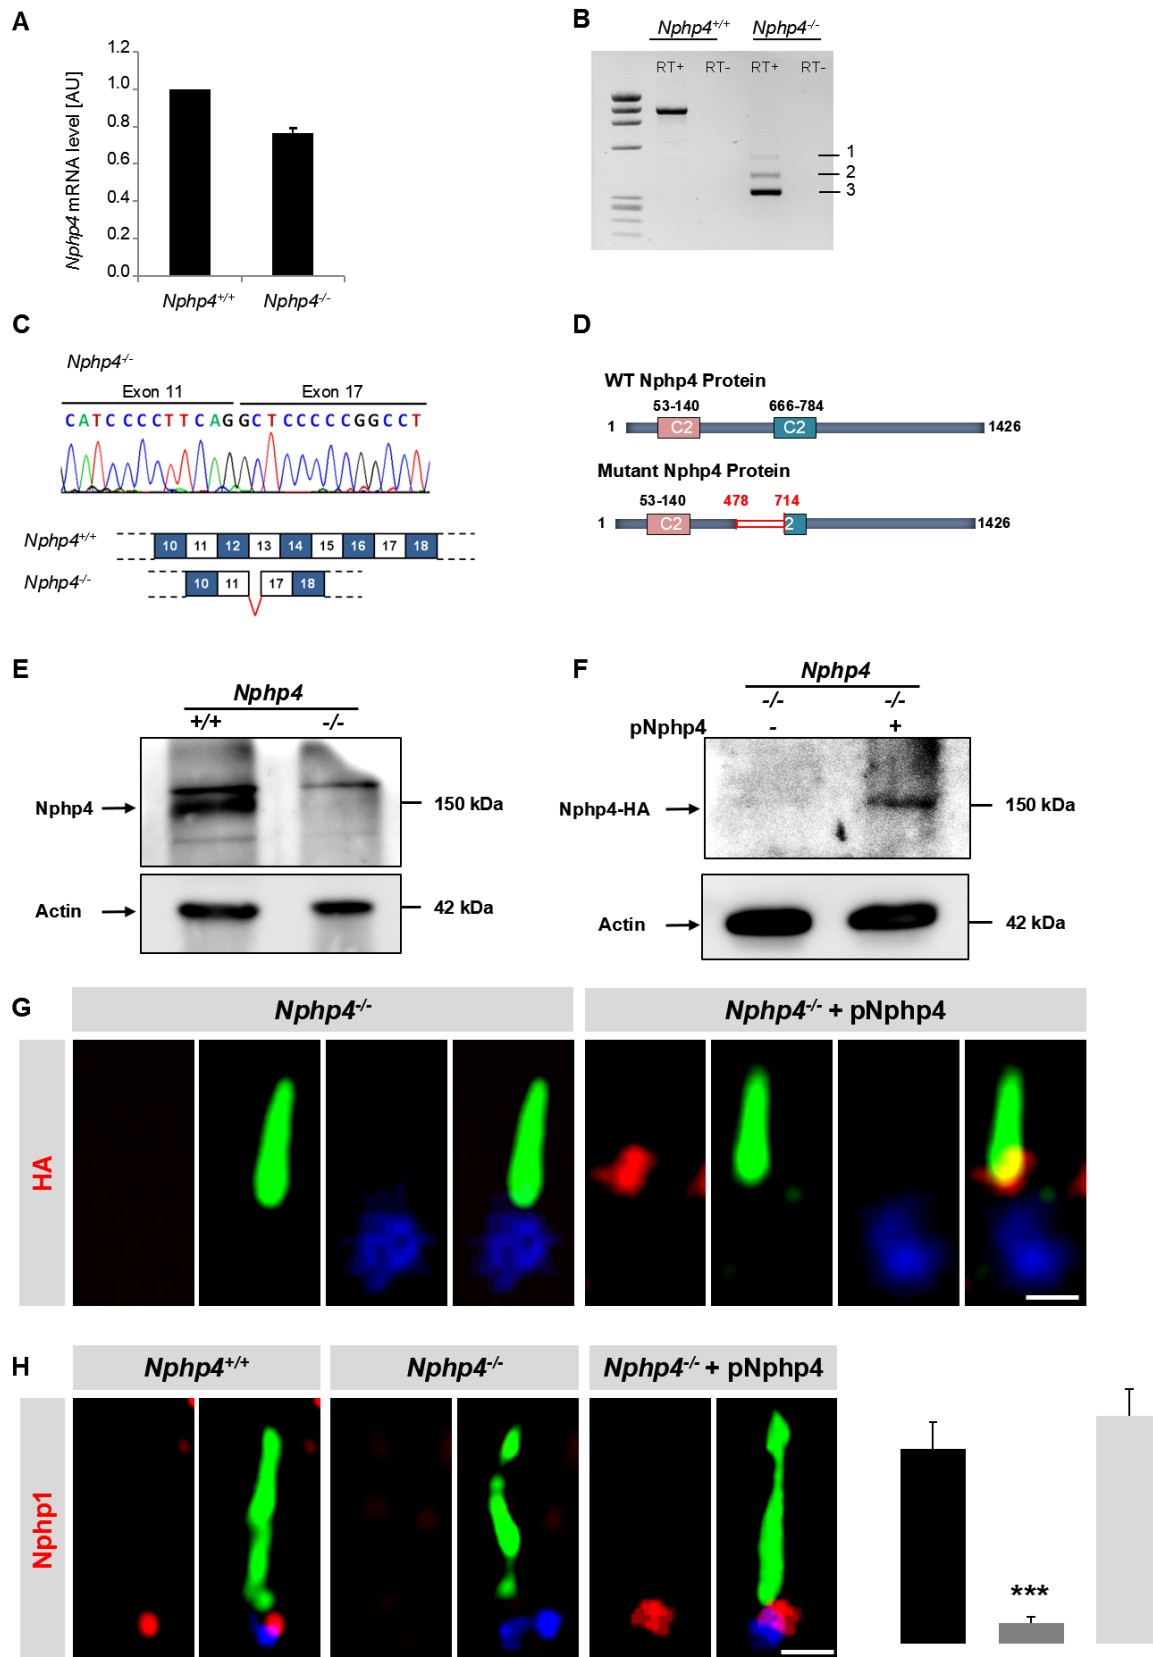 A
Nphp4 mRNA level [AU]
1.2
1.0
0.8
0.6
0.4
0.2
0.0
Nphp4+/+ Nphp4-/-
B
Nphp4+/+ Nphp4-/-
RT+ RT- RT+ RT-
1
2
3
C
Nphp4-/-
Exon 11 Exon 17
CATCCCCTTCAGGCTCCCCCGGCCT
Nphp4+/+ 10 11 12 13 14 15 16 17 18
Nphp4-/- 10 11 17 18
D
WT Nphp4 Protein
53-140 666-784
1 C2 C2 1426
Mutant Nphp4 Protein
53-140 478 714
1 C2 2 1426
E
Nphp4
+/+ -/-
Nphp4 150 kDa
Actin 42 kDa
F
Nphp4
-/- -/-
pNphp4 - +
Nphp4-HA 150 kDa
Actin 42 kDa
G
Nphp4-/- Nphp4-/- + pNphp4
HA
H
Nphp4+/+ Nphp4-/- Nphp4-/- + pNphp4
Nphp1
***